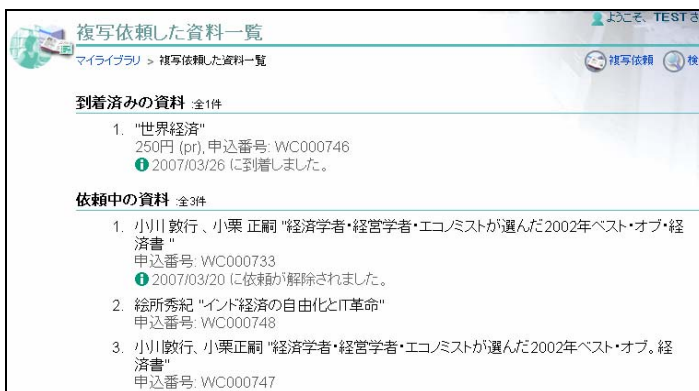 ようこそ、TESTさ
複写依頼した資料一覧
マイライブラリ > 複写依頼した資料一覧
複写依頼 検
到着済みの資料 :全1件
1. "世界経済"
250円 (pr), 申込番号: WC000746
2007/03/26 に到着しました。
依頼中の資料 :全3件
1. 小川 敦行 、小栗 正嗣 "経済学者・経営学者・エコノミストが選んだ2002年ベスト・オブ・経
済書 "
申込番号: WC000733
2007/03/20 に依頼が解除されました。
2. 絵所秀紀 "インド経済の自由化とIT革命"
申込番号: WC000748
3. 小川敦行、小栗正嗣 "経済学者・経営学者・エコノミストが選んだ2002年ベスト・オブ。経
済書"
申込番号: WC000747